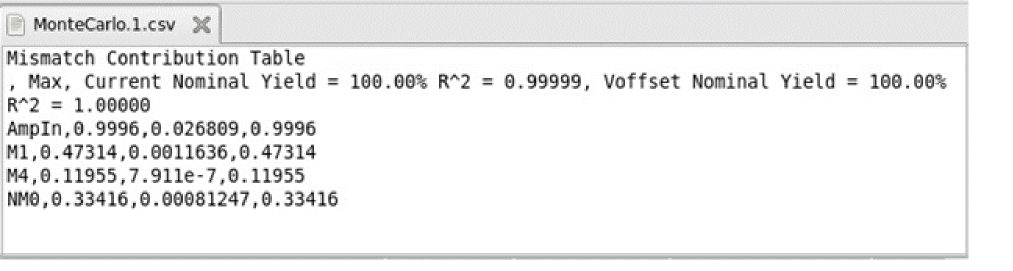 MonteCarlo.1.csv
Mismatch Contribution Table
, Max, Current Nominal Yield = 100.00% R^2 = 0.99999, Voffset Nominal Yield = 100.00%
R^2 = 1.00000
AmpIn,0.9996,0.026809,0.9996
M1,0.47314,0.0011636,0.47314
M4,0.11955,7.911e-7,0.11955
NM0,0.33416,0.00081247,0.33416